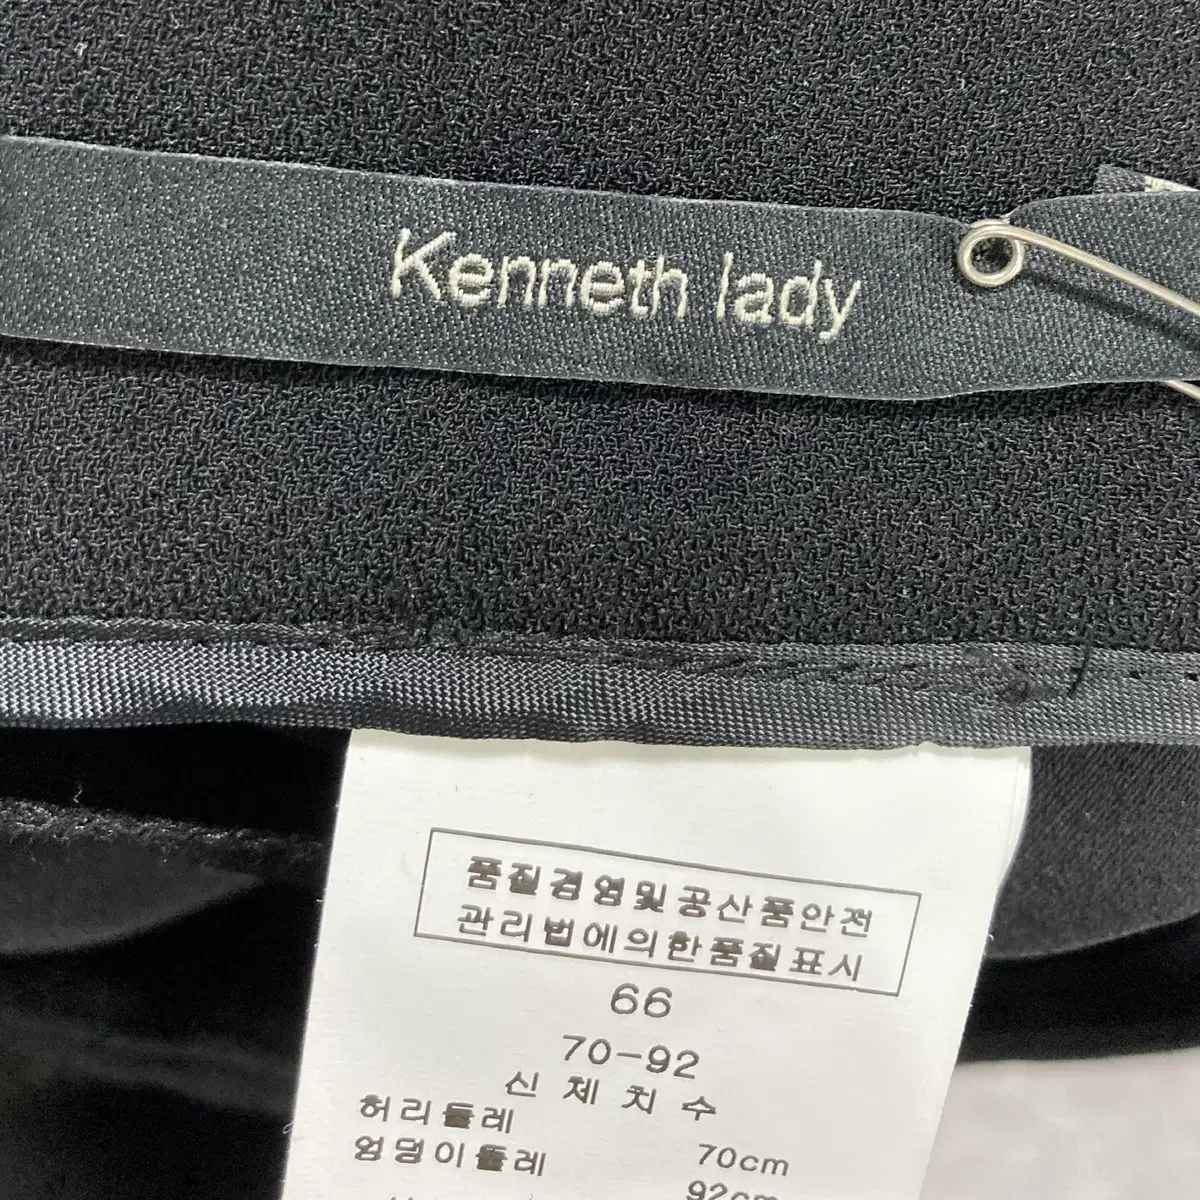 Kenneth lady
품질경영및공산품안전
관리법에의한품질표시
66
70-92
신체치수
허리둘레 70cm
엉덩이둘레 92cm